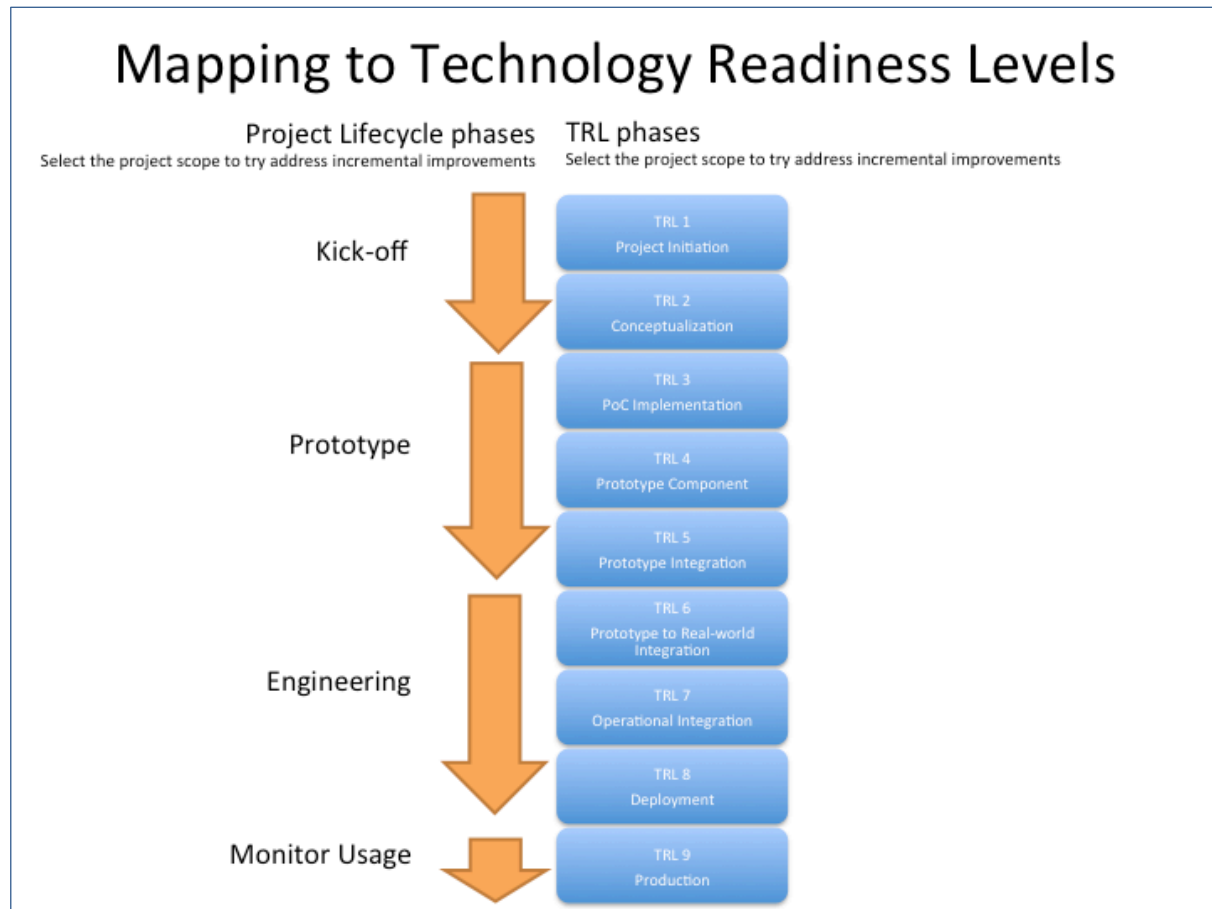 Mapping to Technology Readiness Levels
Project Lifecycle phases
Select the project scope to try address incremental improvements
TRL phases
Select the project scope to try address incremental improvements
Kick-off
TRL 1
Project Initiation
TRL 2
Conceptualization
Prototype
TRL 3
PoC Implementation
TRL 4
Prototype Component
TRL 5
Prototype Integration
Engineering
TRL 6
Prototype to Real-world
Integration
TRL 7
Operational Integration
TRL 8
Deployment
Monitor Usage
TRL 9
Production